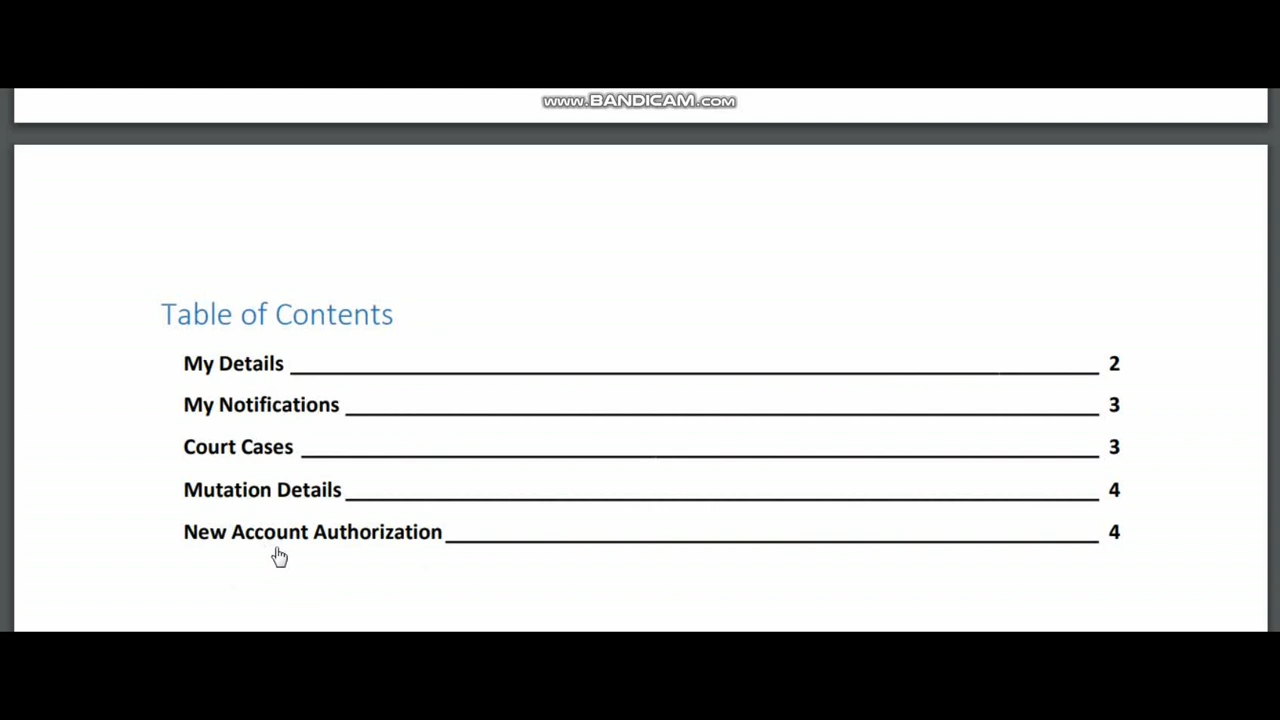 www.BANDICAM.com
Table of Contents
My Details 2
My Notifications 3
Court Cases 3
Mutation Details 4
New Account Authorization 4